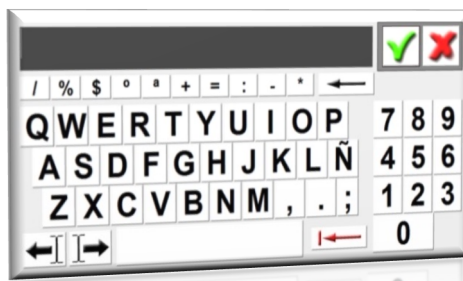 / % $ º ª + = : - *
Q W E R T Y U I O P 7 8 9
A S D F G H J K L Ñ 4 5 6
Z X C V B N M , . ; 1 2 3
0